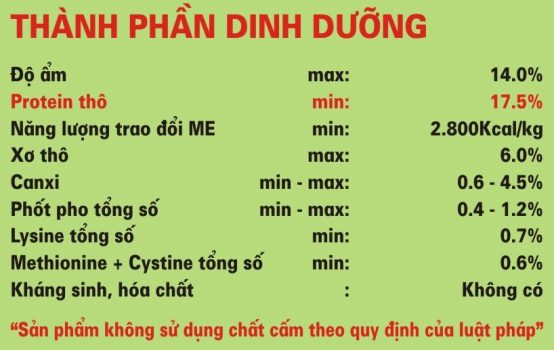 THÀNH PHẦN DINH DƯỠNG
Độ ẩm max: 14.0%
Protein thô min: 17.5%
Năng lượng trao đổi ME min: 2.800Kcal/kg
Xơ thô max: 6.0%
Canxi min - max: 0.6 - 4.5%
Phốt pho tổng số min - max: 0.4 - 1.2%
Lysine tổng số min: 0.7%
Methionine + Cystine tổng số min: 0.6%
Kháng sinh, hóa chất : Không có
“Sản phẩm không sử dụng chất cấm theo quy định của luật pháp”